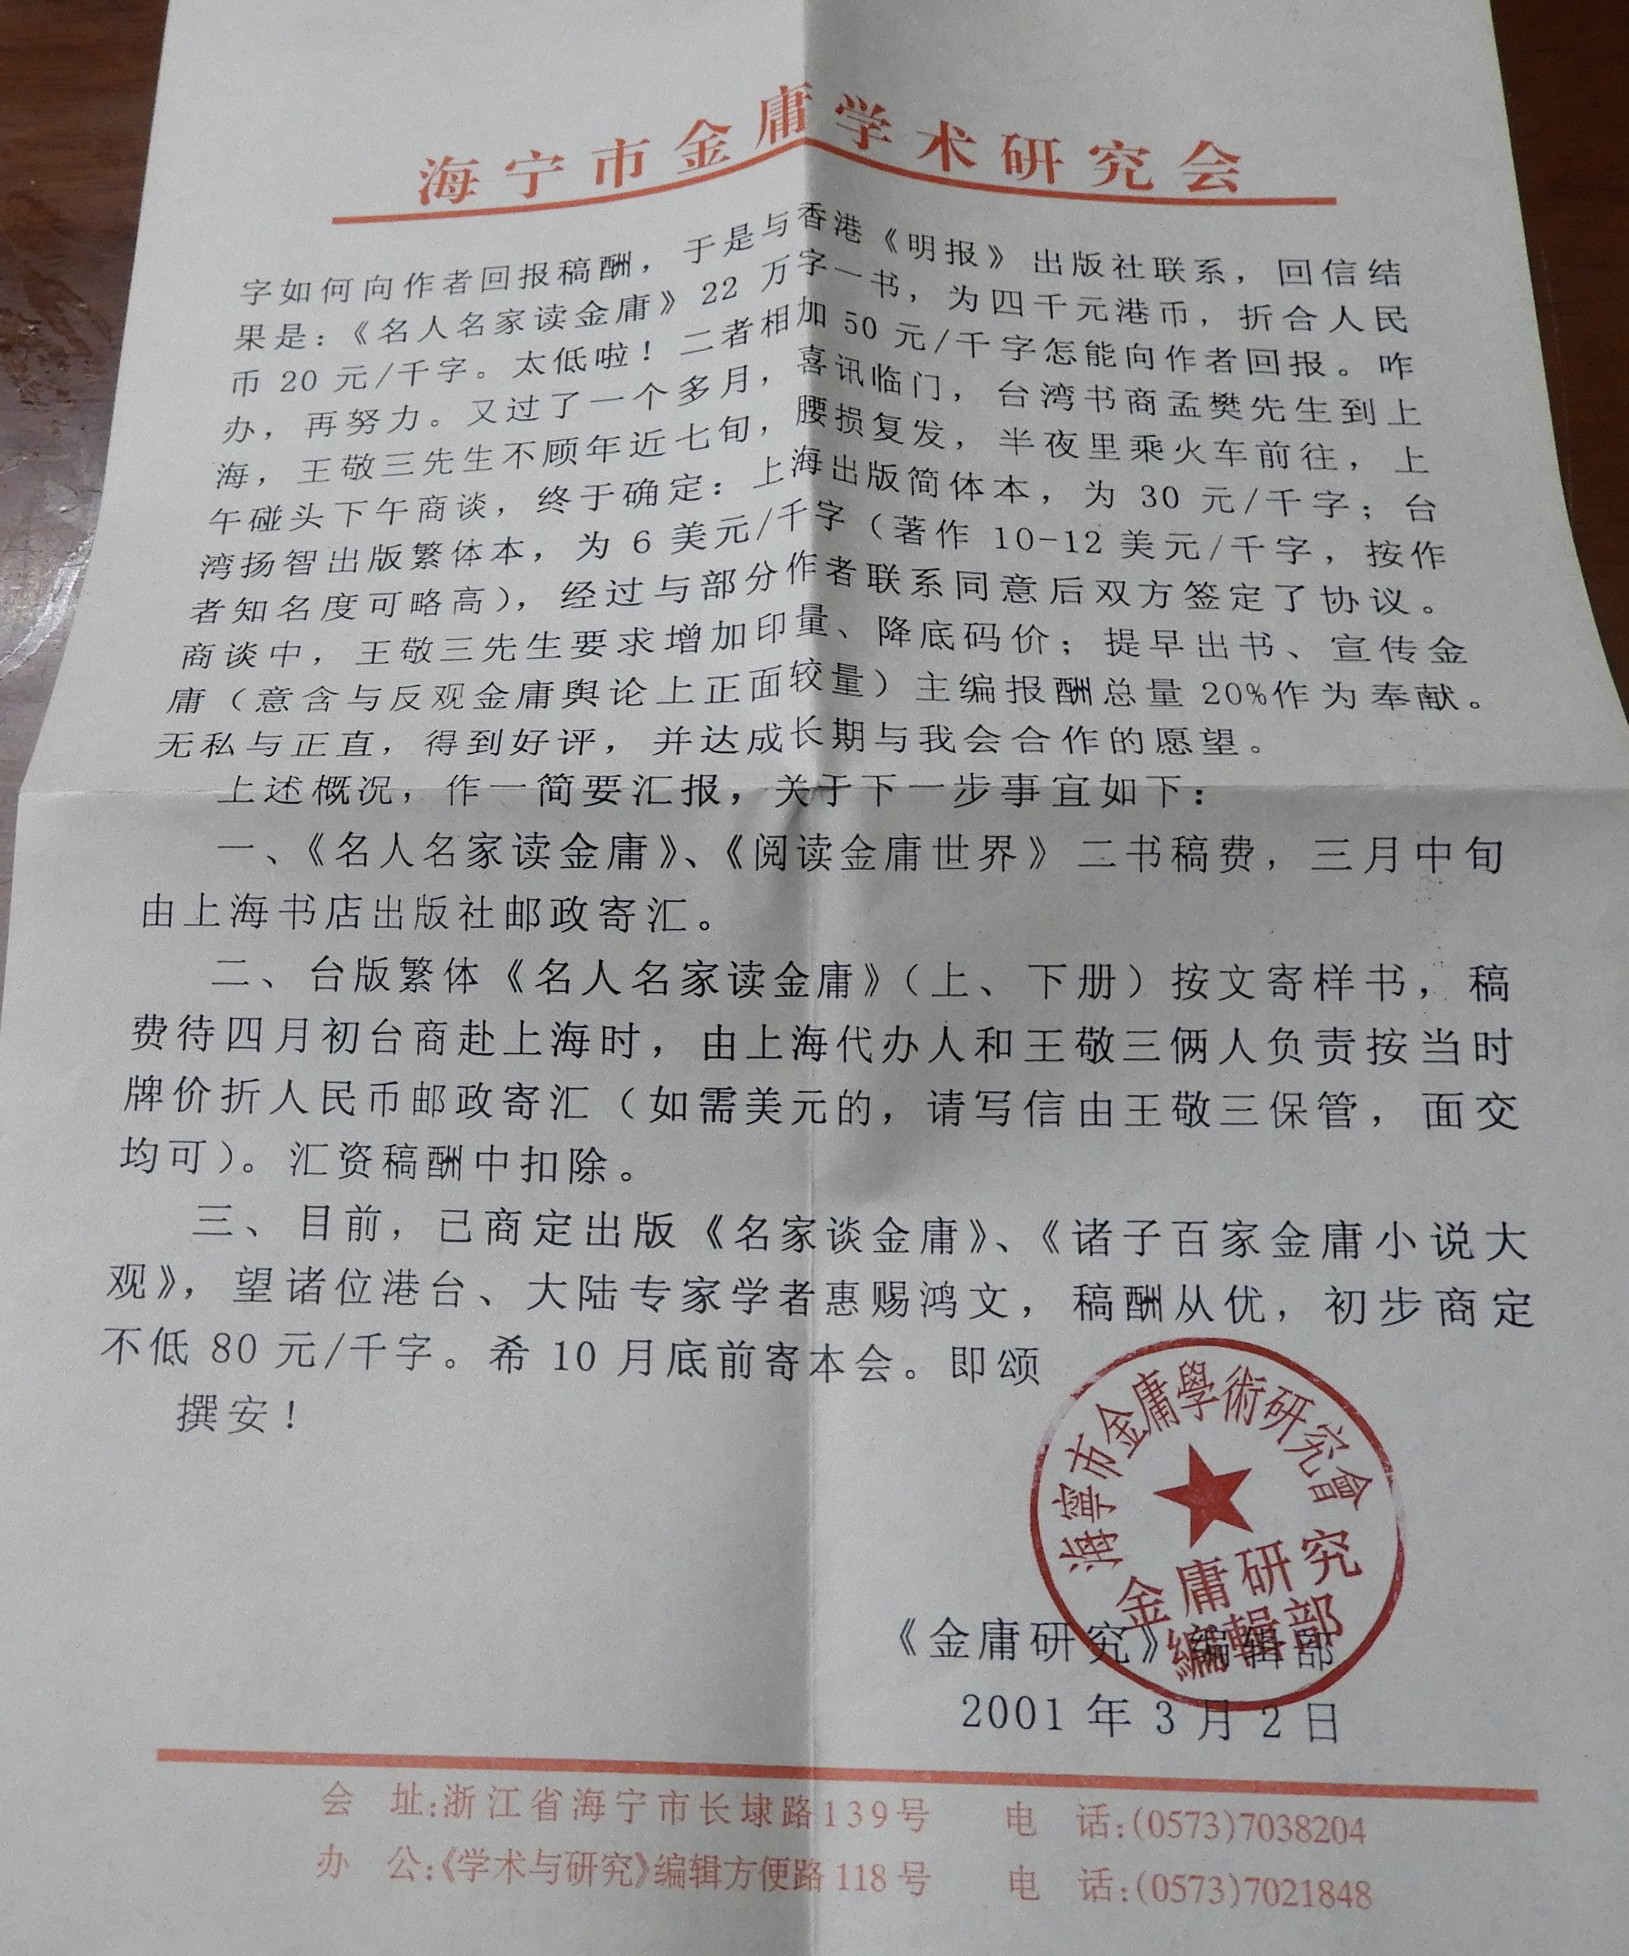 海宁市金庸学术研究会
字如何向作者回报稿酬，于是与香港《明报》出版社联系，回信结
果是：《名人名家读金庸》22 万字一书，为四千元港币，折合人民
币 20 元/千字。太低啦！二者相加 50 元/千字怎能向作者回报。咋
办，再努力。又过了一个多月，喜讯临门，台湾书商孟樊先生到上
海，王敬三先生不顾年近七旬，腰损复发，半夜里乘火车前往，上
午碰头下午商谈，终于确定：上海出版简体本，为 30 元/千字；台
湾扬智出版繁体本，为 6 美元/千字（著作 10-12 美元/千字，按作
者知名度可略高），经过与部分作者联系同意后双方签定了协议。
商谈中，王敬三先生要求增加印量、降底码价；提早出书、宣传金
庸（意含与反观金庸舆论上正面较量）主编报酬总量 20%作为奉献。
无私与正直，得到好评，并达成长期与我会合作的愿望。
上述概况，作一简要汇报，关于下一步事宜如下：
一、《名人名家读金庸》、《阅读金庸世界》二书稿费，三月中旬
由上海书店出版社邮政寄汇。
二、台版繁体《名人名家读金庸》（上、下册）按文寄样书，稿
费待四月初台商赴上海时，由上海代办人和王敬三俩人负责按当时
牌价折人民币邮政寄汇（如需美元的，请写信由王敬三保管，面交
均可）。汇资稿酬中扣除。
三、目前，已商定出版《名家谈金庸》、《诸子百家金庸小说大
观》，望诸位港台、大陆专家学者惠赐鸿文，稿酬从优，初步商定
不低 80 元/千字。希 10 月底前寄本会。即颂
撰安！
海寧市金庸學術研究會
金庸研究
編輯部
《金庸研究》编辑部
2001 年 3 月 2 日
会 址：浙江省海宁市长埭路139号 电 话：(0573)7038204
办 公：《学术与研究》编辑方便路118号 电 话：(0573)7021848